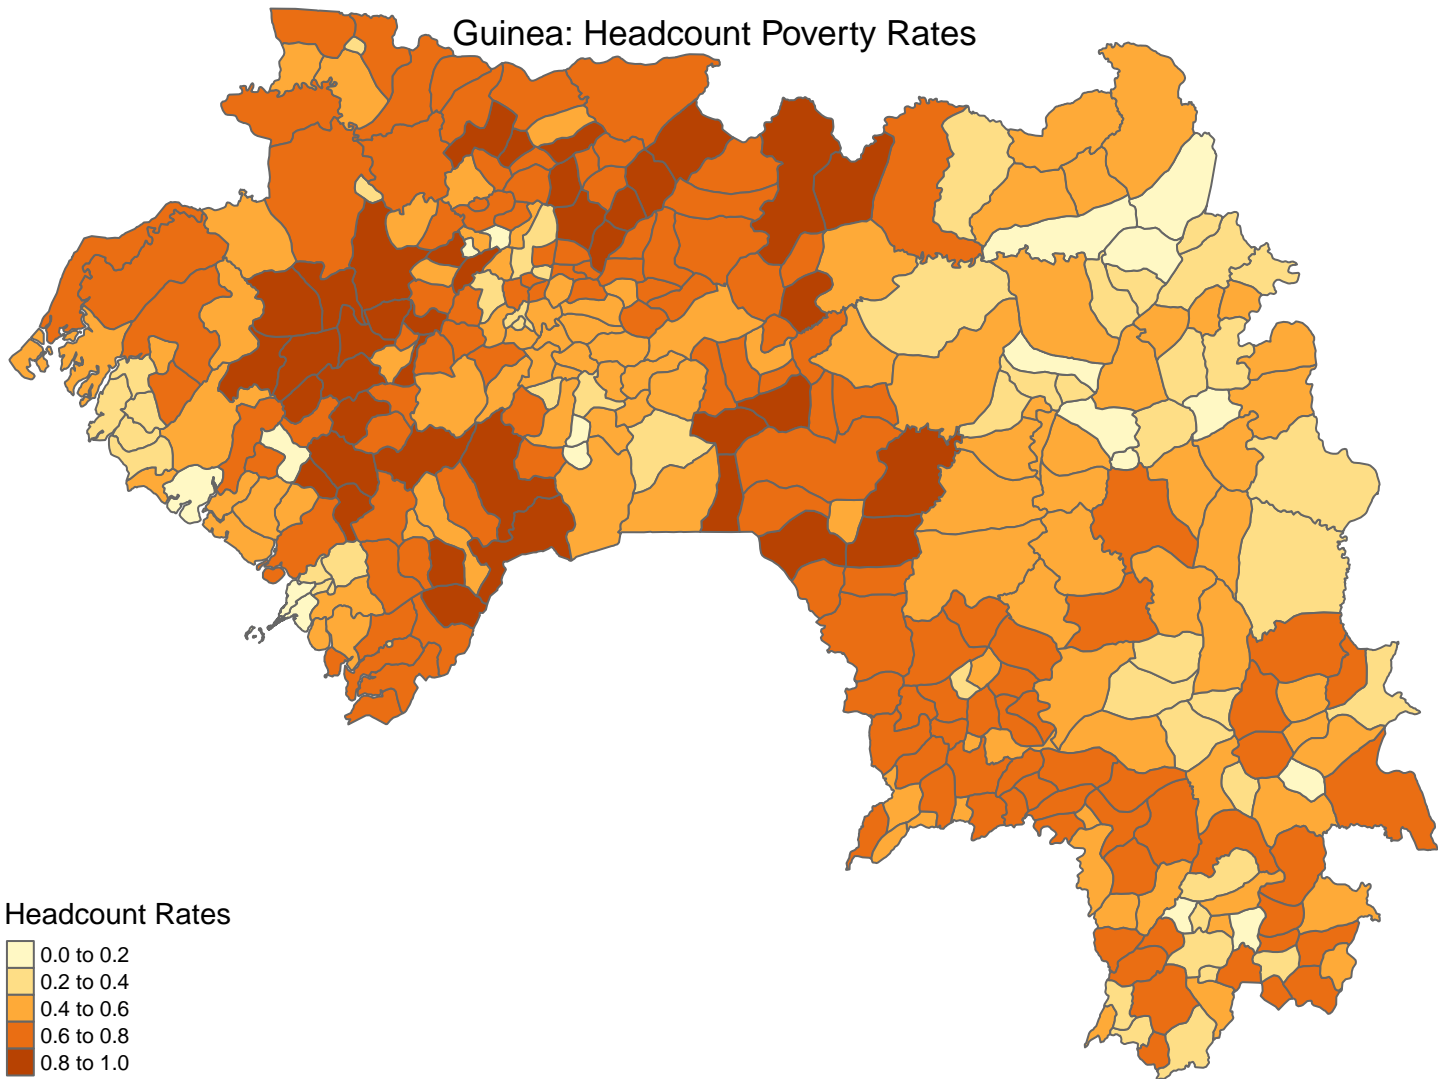 Guinea: Headcount Poverty Rates
Headcount Rates
0.0 to 0.2
0.2 to 0.4
0.4 to 0.6
0.6 to 0.8
0.8 to 1.0